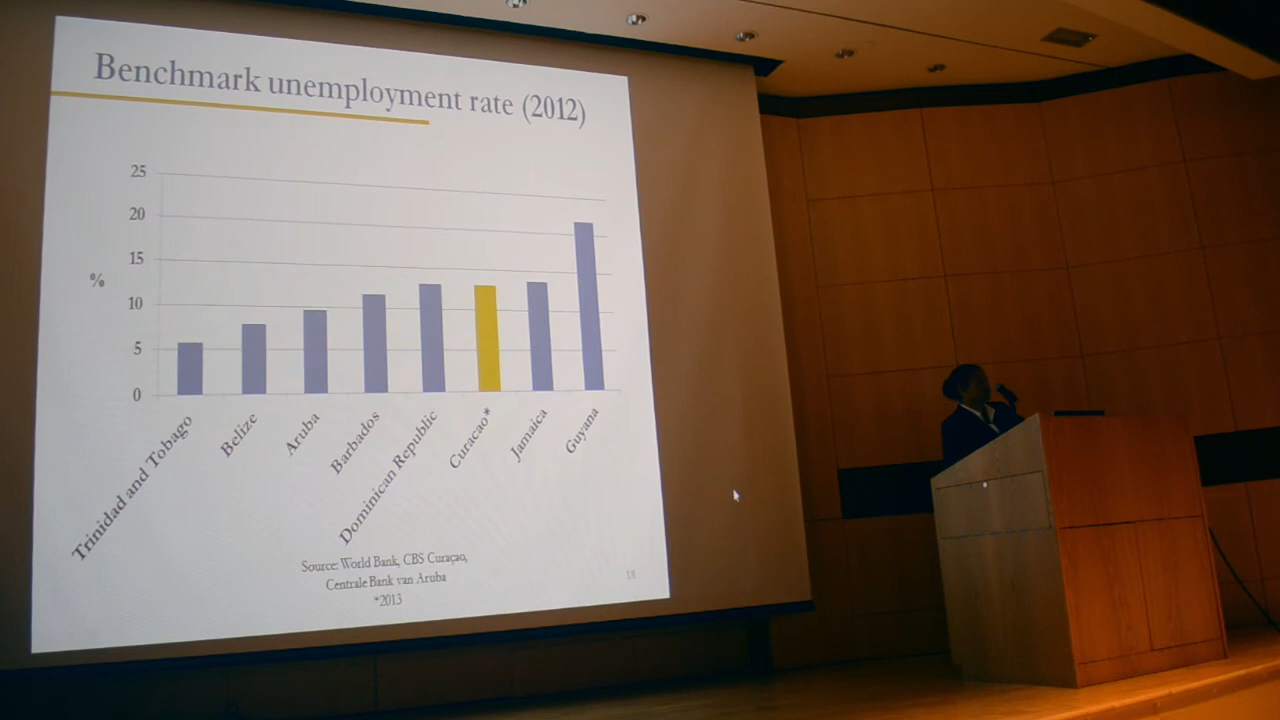 Benchmark unemployment rate (2012)
25
20
15
%
10
5
0
Trinidad and Tobago
Belize
Aruba
Barbados
Dominican Republic
Curacao*
Jamaica
Guyana
Source: World Bank, CBS Curaçao,
Centrale Bank van Aruba
*2013